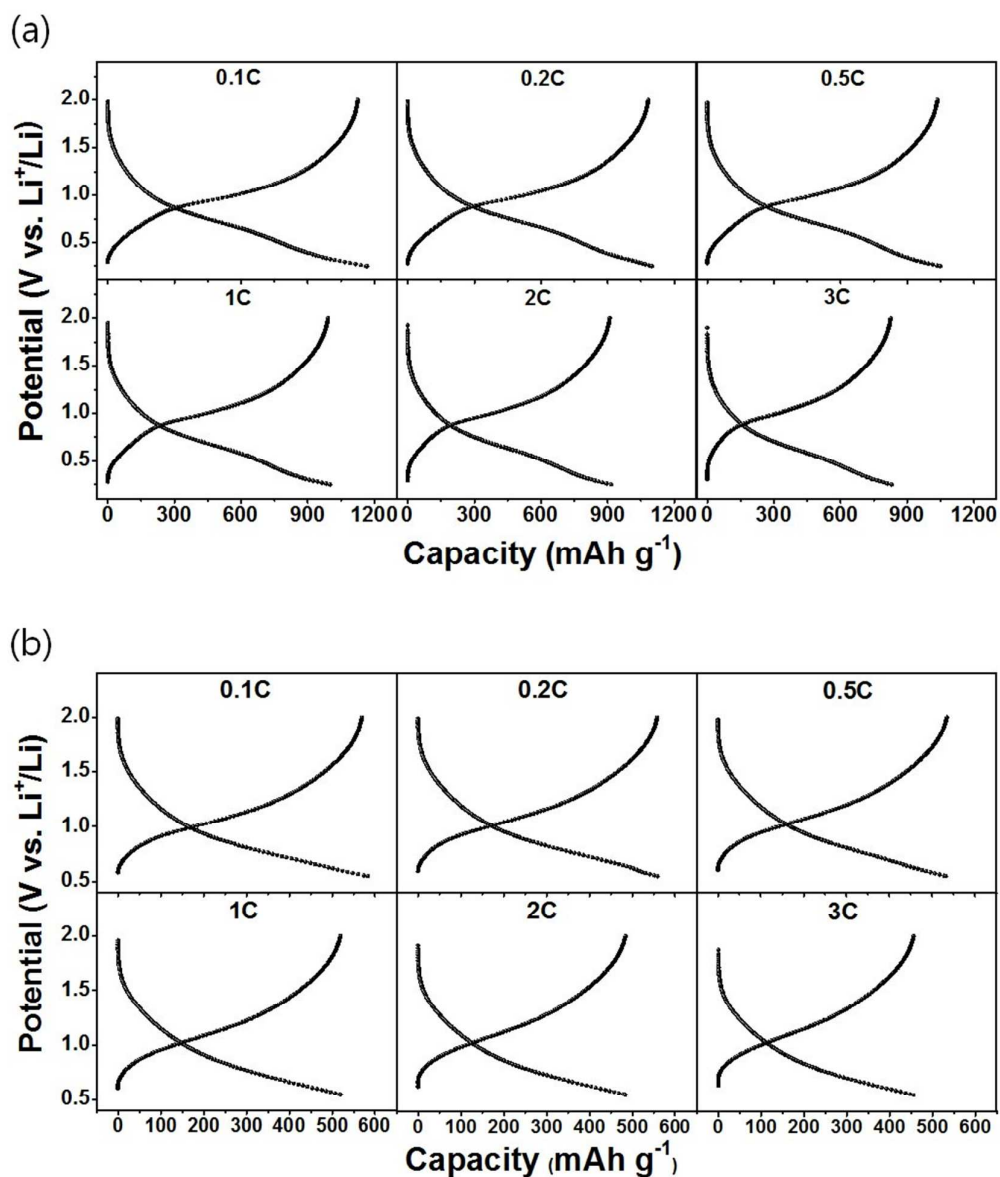 (a)
0.1C 0.2C 0.5C
2.0
1.5
1.0
0.5
1C 2C 3C
2.0
1.5
1.0
0.5
Potential (V vs. Li⁺/Li)
0 300 600 900 1200 0 300 600 900 1200 0 300 600 900 1200
Capacity (mAh g⁻¹)
(b)
0.1C 0.2C 0.5C
2.0
1.5
1.0
0.5
1C 2C 3C
2.0
1.5
1.0
0.5
Potential (V vs. Li⁺/Li)
0 100 200 300 400 500 600 0 100 200 300 400 500 600 0 100 200 300 400 500 600
Capacity (mAh g⁻¹)